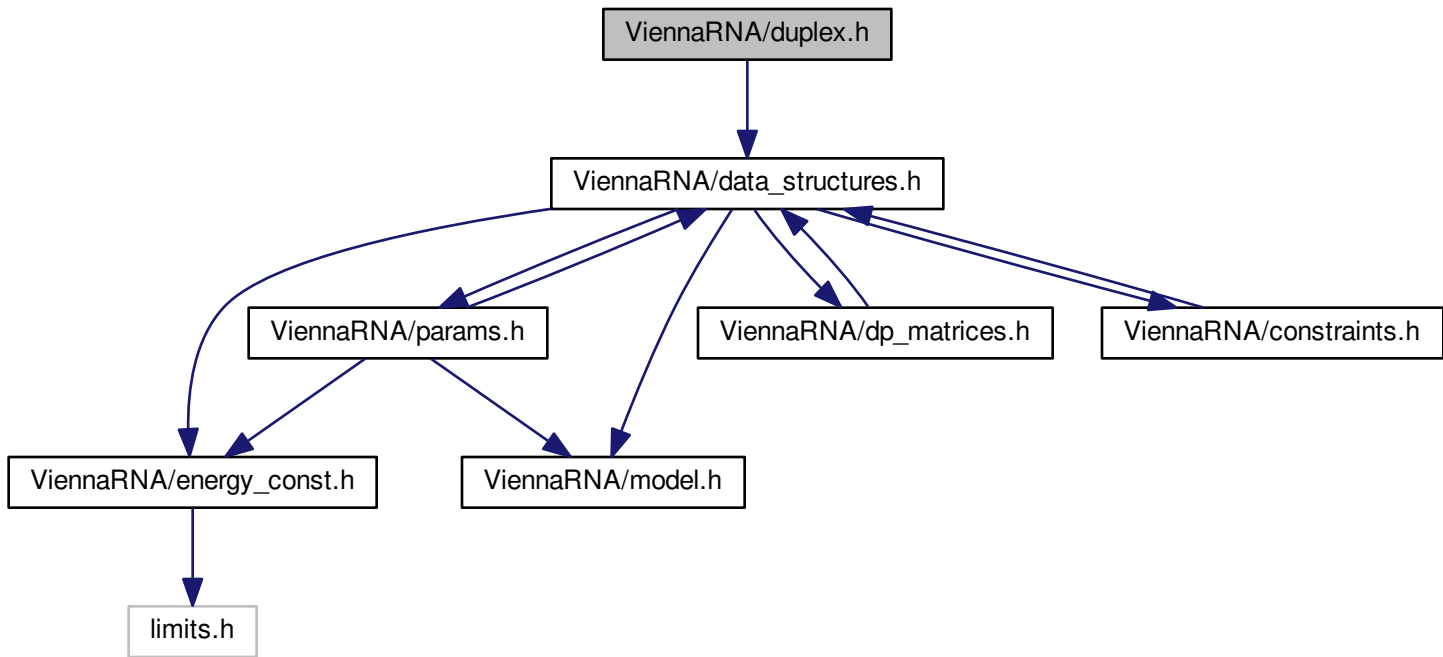 ViennaRNA/duplex.h
ViennaRNA/data_structures.h
ViennaRNA/params.h
ViennaRNA/dp_matrices.h
ViennaRNA/constraints.h
ViennaRNA/energy_const.h
ViennaRNA/model.h
limits.h